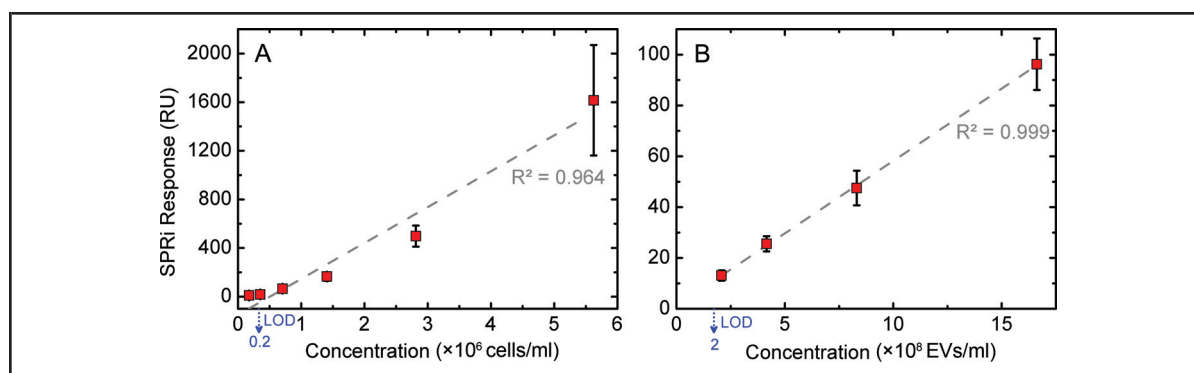 A
SPRi Response (RU)
2000
1600
1200
800
400
0
R² = 0.964
0 1 2 3 4 5 6
LOD
0.2
Concentration (×10⁶ cells/ml)
B
100
80
60
40
20
0
R² = 0.999
0 5 10 15
LOD
2
Concentration (×10⁸ EVs/ml)